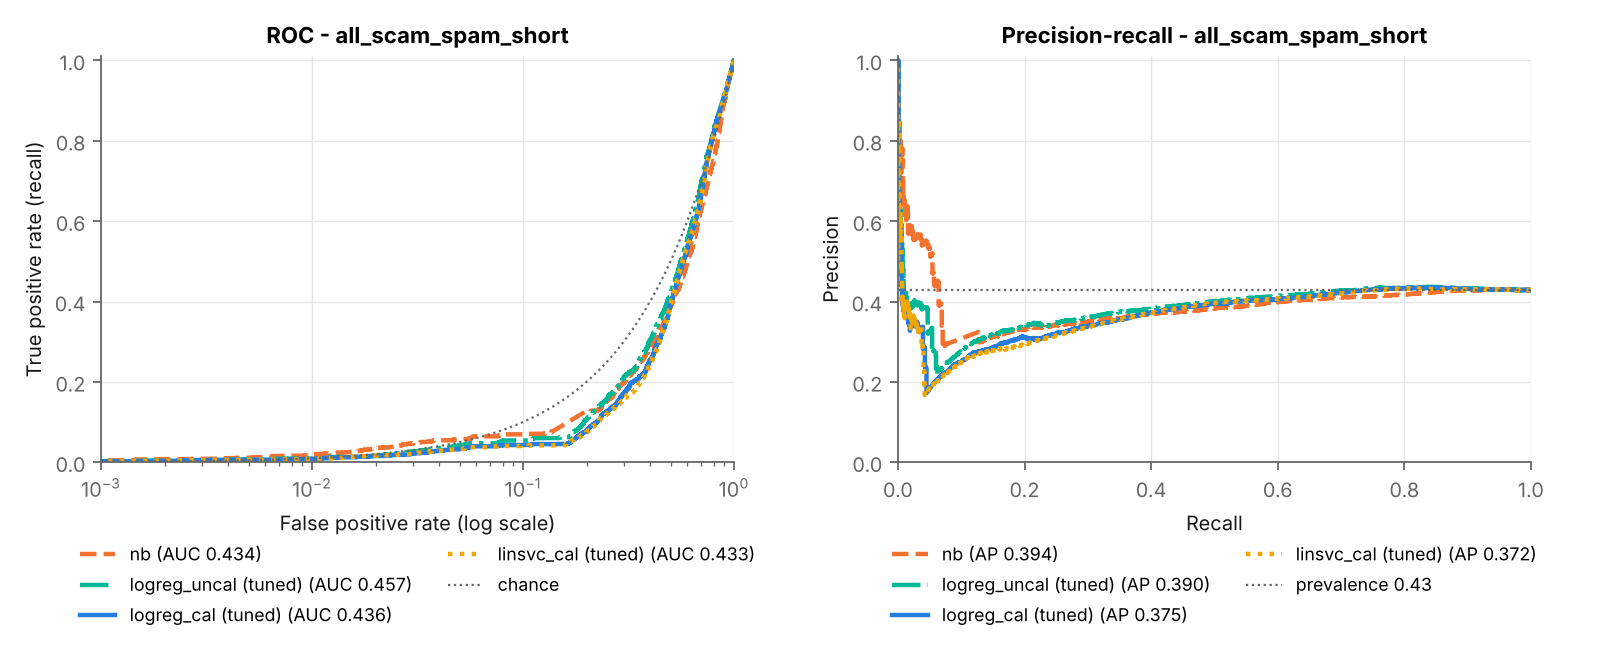 ROC - all_scam_spam_short
True positive rate (recall)
1.0
0.8
0.6
0.4
0.2
0.0
10⁻³
10⁻²
10⁻¹
10⁰
False positive rate (log scale)
nb (AUC 0.434)
logreg_uncal (tuned) (AUC 0.457)
logreg_cal (tuned) (AUC 0.436)
linsvc_cal (tuned) (AUC 0.433)
chance
Precision-recall - all_scam_spam_short
Precision
1.0
0.8
0.6
0.4
0.2
0.0
0.0
0.2
0.4
0.6
0.8
1.0
Recall
nb (AP 0.394)
logreg_uncal (tuned) (AP 0.390)
logreg_cal (tuned) (AP 0.375)
linsvc_cal (tuned) (AP 0.372)
prevalence 0.43